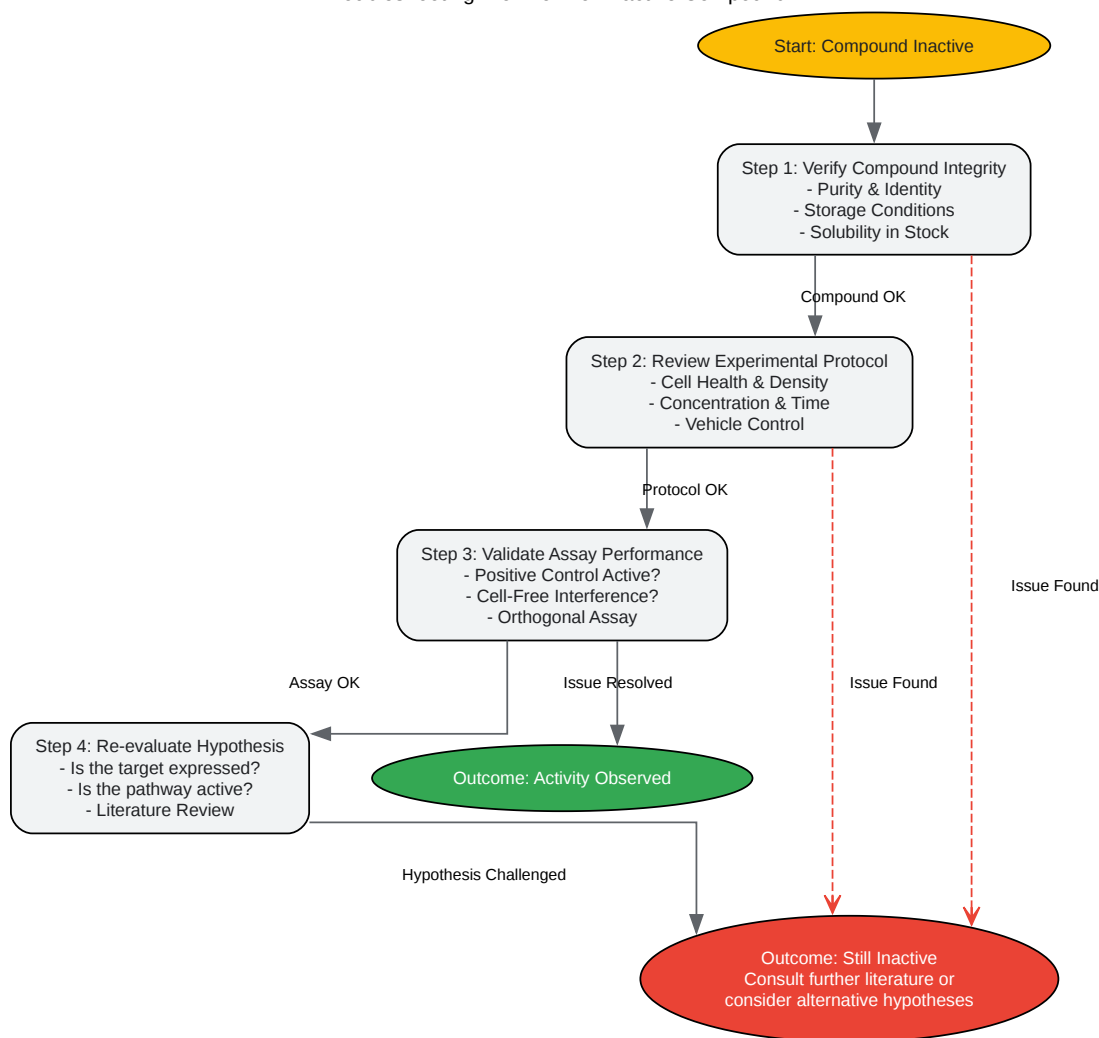 Start: Compound Inactive
Step 1: Verify Compound Integrity
- Purity & Identity
- Storage Conditions
- Solubility in Stock
Compound OK
Step 2: Review Experimental Protocol
- Cell Health & Density
- Concentration & Time
- Vehicle Control
Protocol OK
Step 3: Validate Assay Performance
- Positive Control Active?
- Cell-Free Interference?
- Orthogonal Assay
Issue Found
Assay OK
Issue Resolved
Issue Found
Step 4: Re-evaluate Hypothesis
- Is the target expressed?
- Is the pathway active?
- Literature Review
Outcome: Activity Observed
Hypothesis Challenged
Outcome: Still Inactive
Consult further literature or
consider alternative hypotheses